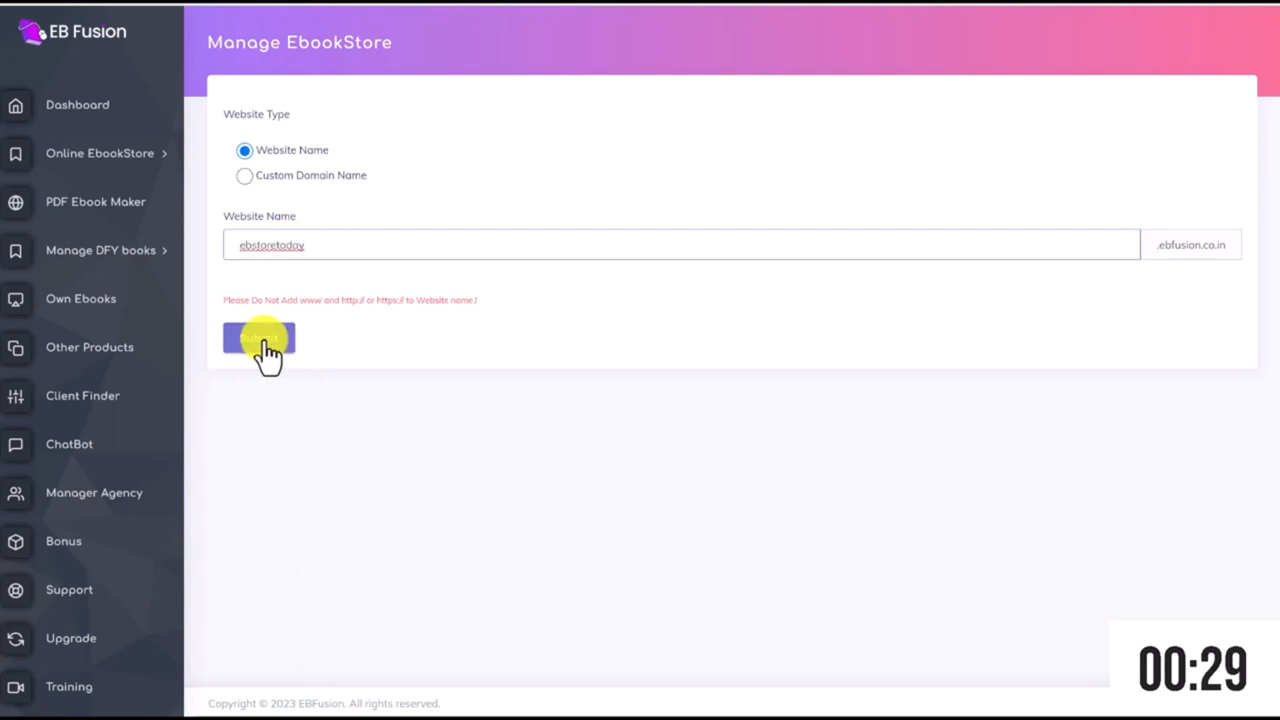 EB Fusion
Manage EbookStore
Dashboard
Online EbookStore
PDF Ebook Maker
Manage DFY books
Own Ebooks
Other Products
Client Finder
ChatBot
Manager Agency
Bonus
Support
Upgrade
Training
Website Type
Website Name
Custom Domain Name
Website Name
ebstoretoday
.ebfusion.co.in
Please Do Not Add www and http:// or https:// to Website name.!
Submit
00:29
Copyright © 2023 EBFusion. All rights reserved.